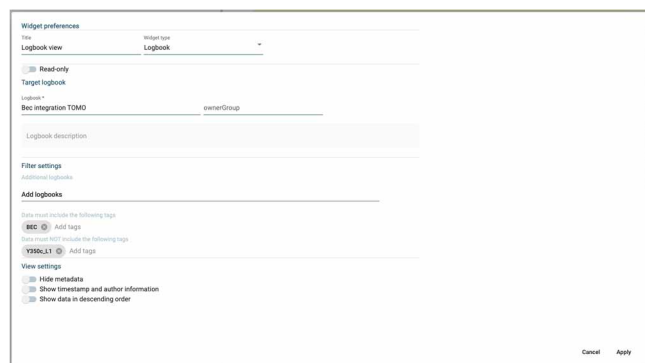 Widget preferences
Title Widget type
Logbook view Logbook
Read-only
Target logbook
Logbook *
Bec integration TOMO ownerGroup
Logbook description
Filter settings
Additional logbooks
Add logbooks
Data must include the following tags
BEC Add tags
Data must NOT include the following tags
Y350c_L1 Add tags
View settings
Hide metadata
Show timestamp and author information
Show data in descending order
Cancel Apply